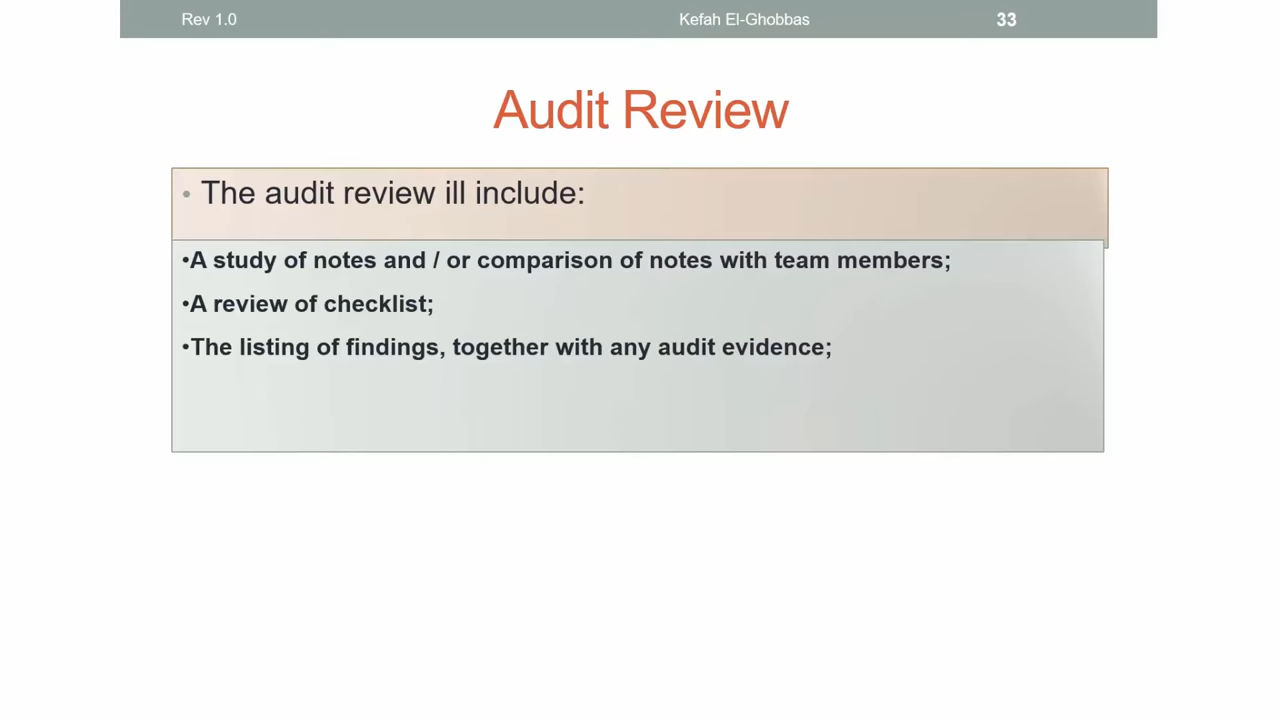 Rev 1.0 Kefah El-Ghobbas 33
Audit Review
• The audit review ill include:
•A study of notes and / or comparison of notes with team members;
•A review of checklist;
•The listing of findings, together with any audit evidence;